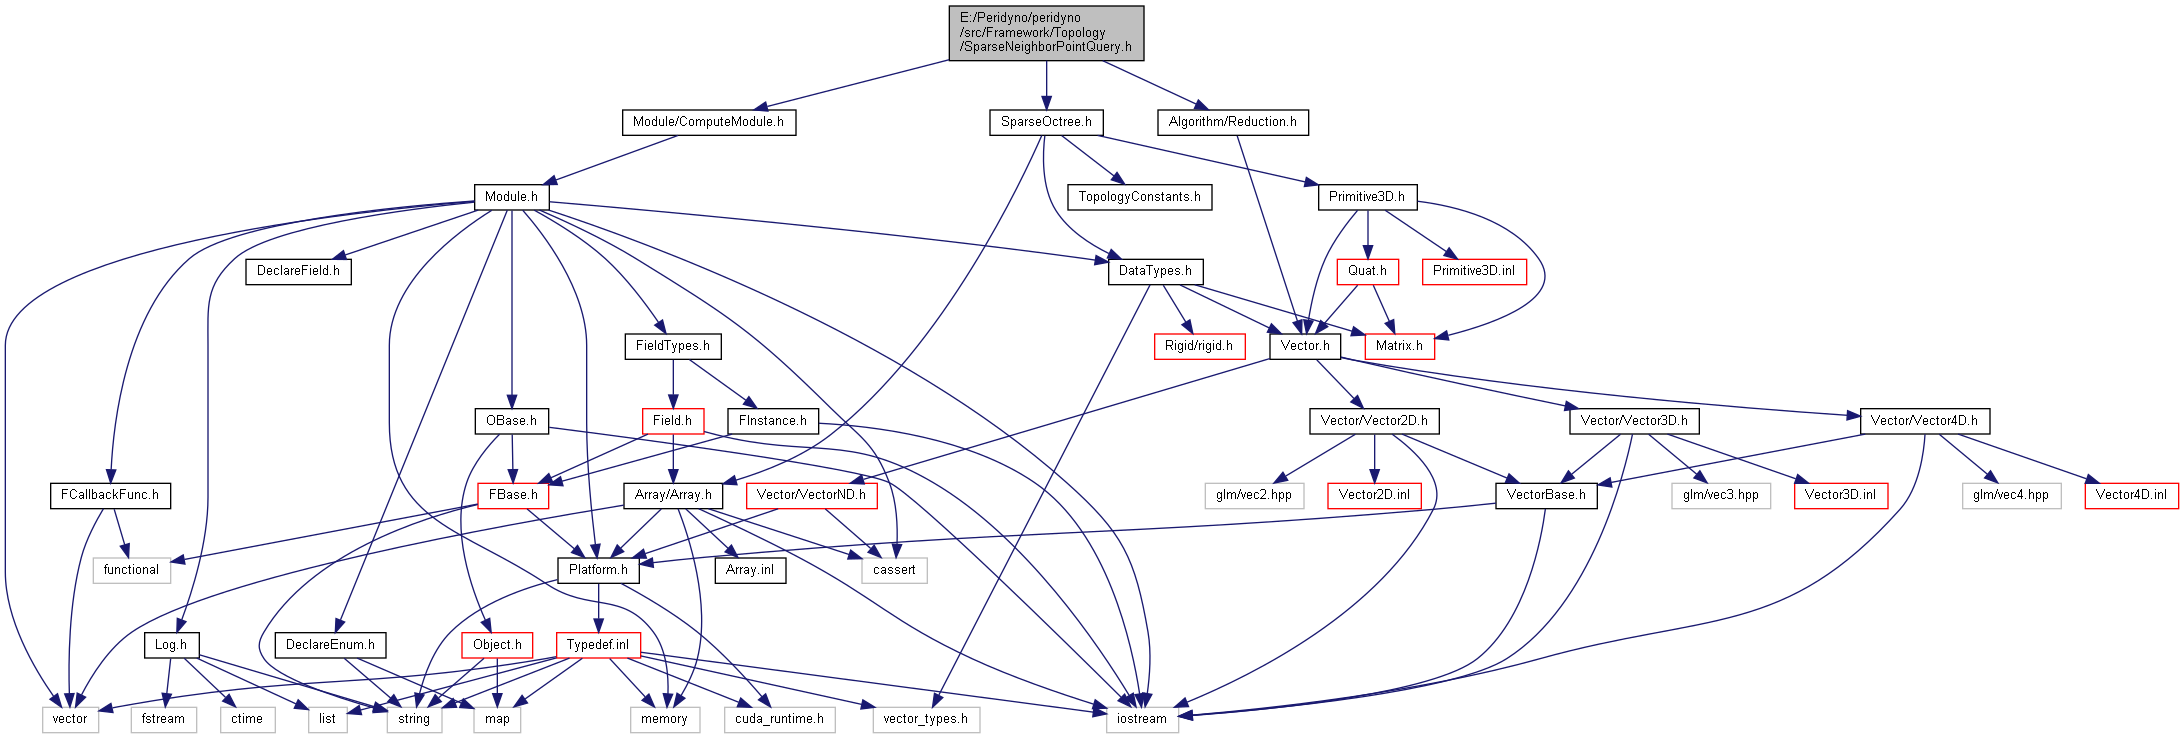 E:/Peridyno/peridyno
/src/Framework/Topology
/SparseNeighborPointQuery.h
Module/ComputeModule.h
SparseOctree.h
Algorithm/Reduction.h
Module.h
TopologyConstants.h
Primitive3D.h
DeclareField.h
DataTypes.h
Quat.h
Primitive3D.inl
FieldTypes.h
Rigid/rigid.h
Vector.h
Matrix.h
OBase.h
Field.h
FInstance.h
Vector/Vector2D.h
Vector/Vector3D.h
Vector/Vector4D.h
FCallbackFunc.h
FBase.h
Array/Array.h
Vector/VectorND.h
glm/vec2.hpp
Vector2D.inl
VectorBase.h
glm/vec3.hpp
Vector3D.inl
glm/vec4.hpp
Vector4D.inl
functional
Platform.h
Array.inl
cassert
Log.h
DeclareEnum.h
Object.h
Typedef.inl
vector
fstream
ctime
list
string
map
memory
cuda_runtime.h
vector_types.h
iostream